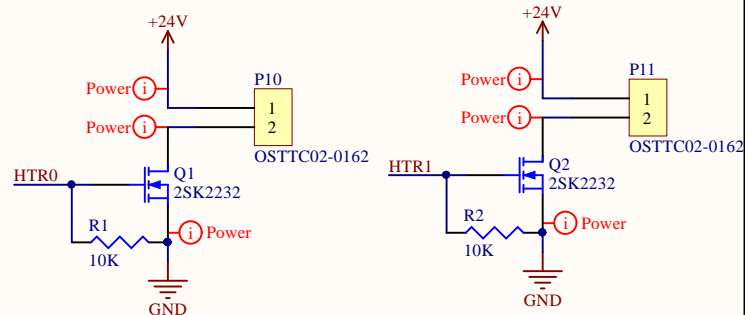 +24V
P10
Power i
1
Power i
2
OSTTC02-0162
HTR0
Q1
2SK2232
R1
i Power
10K
GND
+24V
P11
Power i
1
Power i
2
OSTTC02-0162
HTR1
Q2
2SK2232
R2
i Power
10K
GND